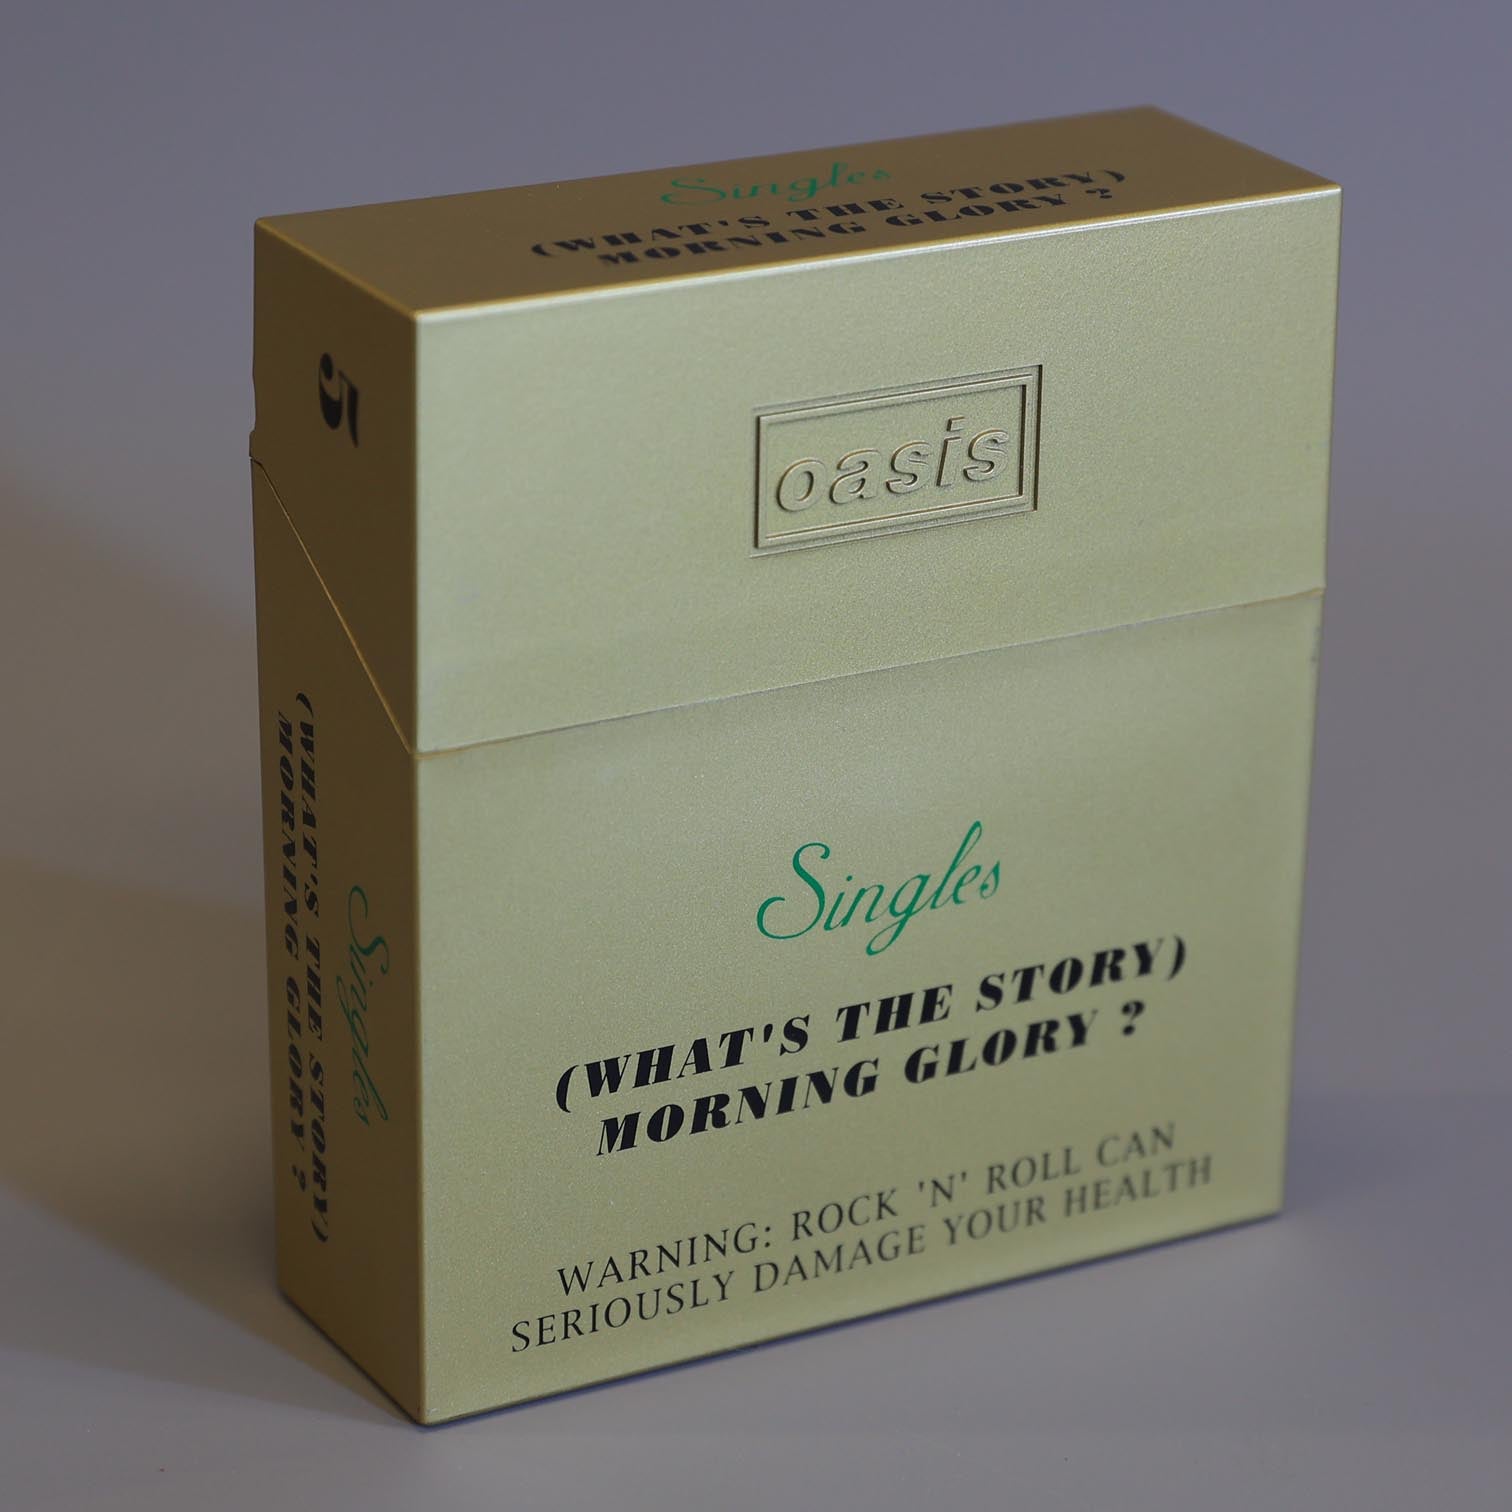 Singles
(WHAT'S THE STORY)
MORNING GLORY ?
oasis
5
Singles
(WHAT'S THE STORY)
MORNING GLORY ?
Singles
(WHAT'S THE STORY)
MORNING GLORY ?
WARNING: ROCK 'N' ROLL CAN
SERIOUSLY DAMAGE YOUR HEALTH